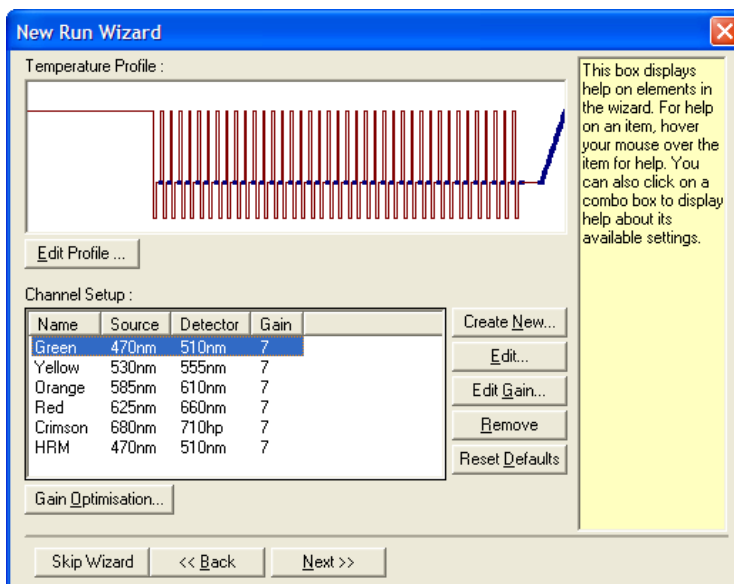 New Run Wizard
Temperature Profile :
This box displays
help on elements in
the wizard. For help
on an item, hover
your mouse over the
item for help. You
can also click on a
combo box to display
help about its
available settings.
Edit Profile ...
Channel Setup :
Name Source Detector Gain
Green 470nm 510nm 7
Yellow 530nm 555nm 7
Orange 585nm 610nm 7
Red 625nm 660nm 7
Crimson 680nm 710hp 7
HRM 470nm 510nm 7
Create New...
Edit...
Edit Gain...
Remove
Reset Defaults
Gain Optimisation...
Skip Wizard
<< Back
Next >>